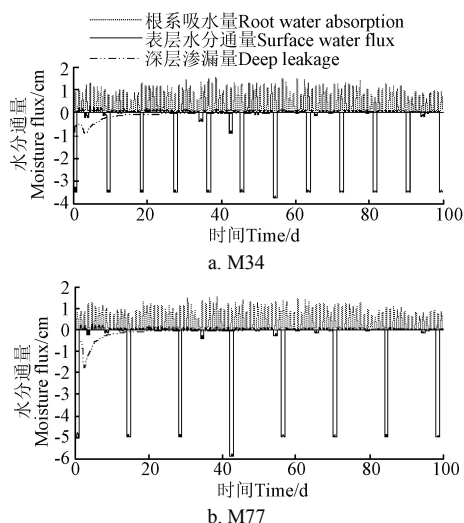 根系吸水量Root water absorption
表层水分通量Surface water flux
深层渗漏量Deep leakage
水分通量
Moisture flux/cm
2
1
0
-1
-2
-3
-4
0 20 40 60 80 100
时间Time/d
a. M34
水分通量
Moisture flux/cm
2
1
0
-1
-2
-3
-4
-5
-6
0 20 40 60 80 100
时间Time/d
b. M77